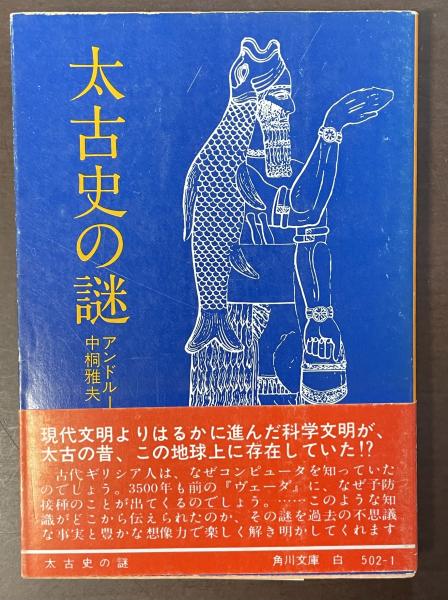 太古史の謎
アンドルー
中桐雅夫
現代文明よりはるかに進んだ科学文明が、
太古の昔、この地球上に存在していた!?
古代ギリシア人は、なぜコンピュータを知っていた
のでしょう。3500年も前の『ヴェーダ』に、なぜ予防
接種のことが出てくるのでしょう。……このような知
識がどこから伝えられたのか、その謎を過去の不思議
な事実と豊かな想像力で楽しく解き明かしてくれます
太古史の謎
角川文庫 白 502-1